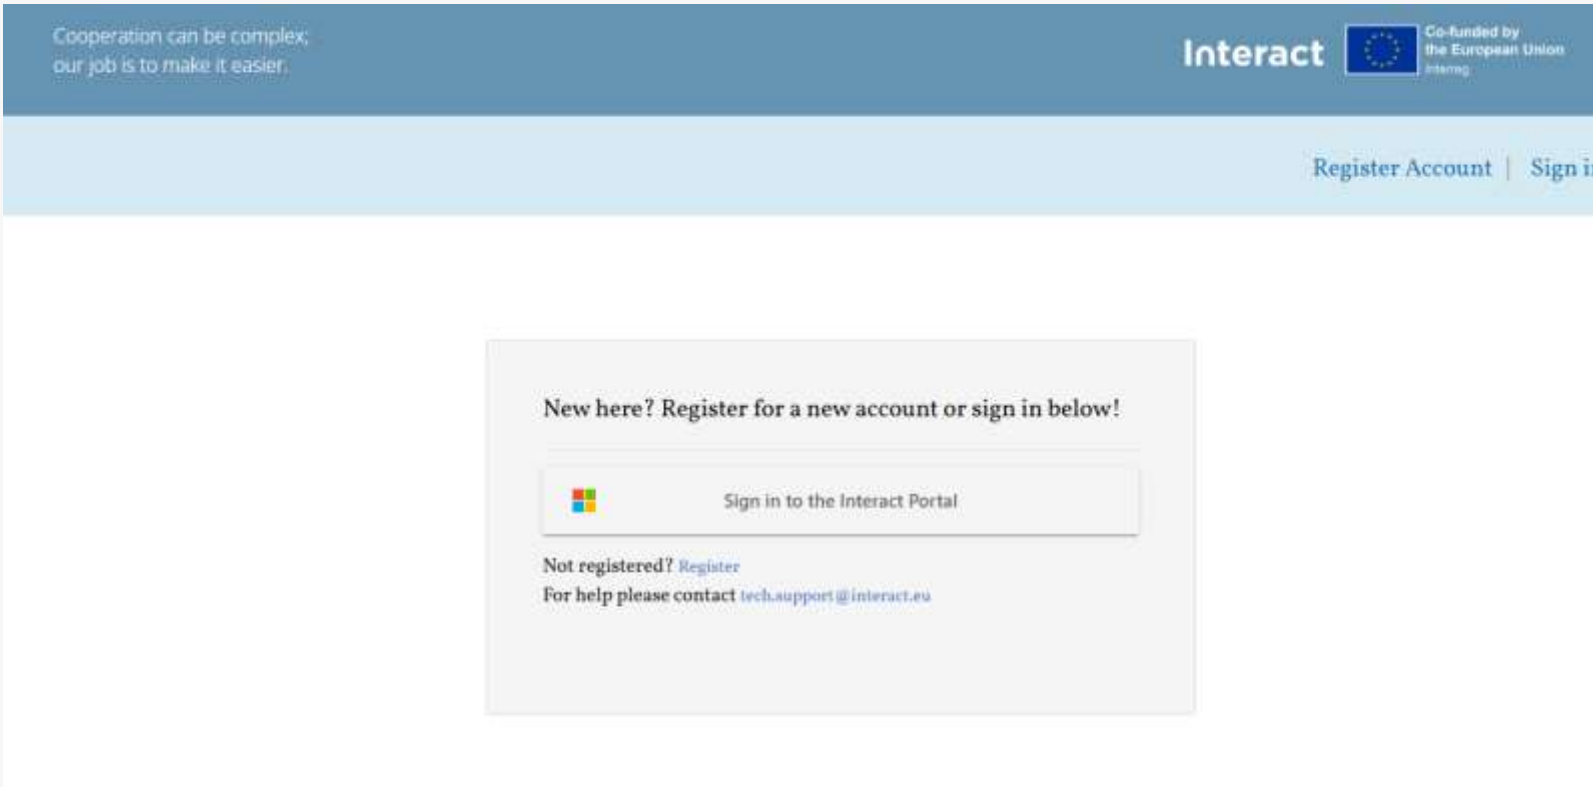 Cooperation can be complex;
our job is to make it easier.
Interact
Co-funded by
the European Union
Interreg
Register Account | Sign i
New here? Register for a new account or sign in below!
Sign in to the Interact Portal
Not registered? Register
For help please contact tech.support@interact.eu